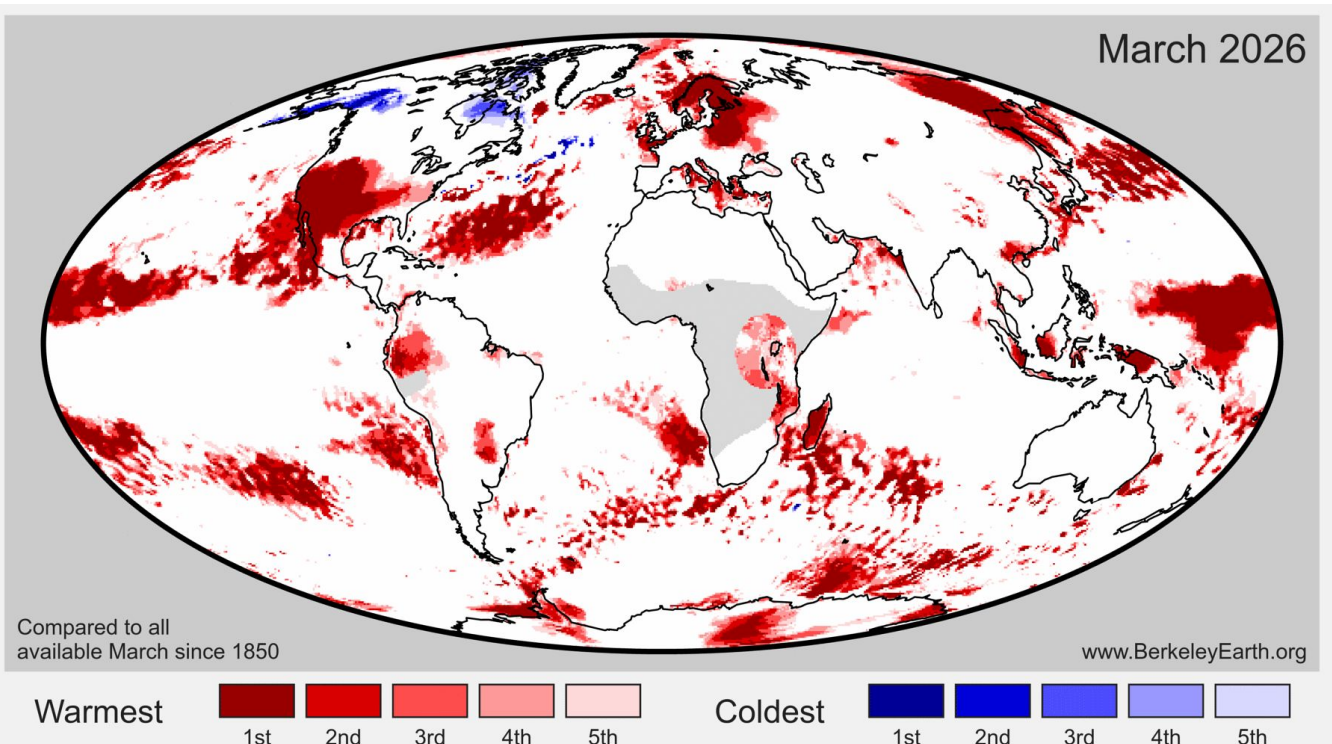 March 2026
Compared to all
available March since 1850
www.BerkeleyEarth.org
Warmest
1st 2nd 3rd 4th 5th
Coldest
1st 2nd 3rd 4th 5th